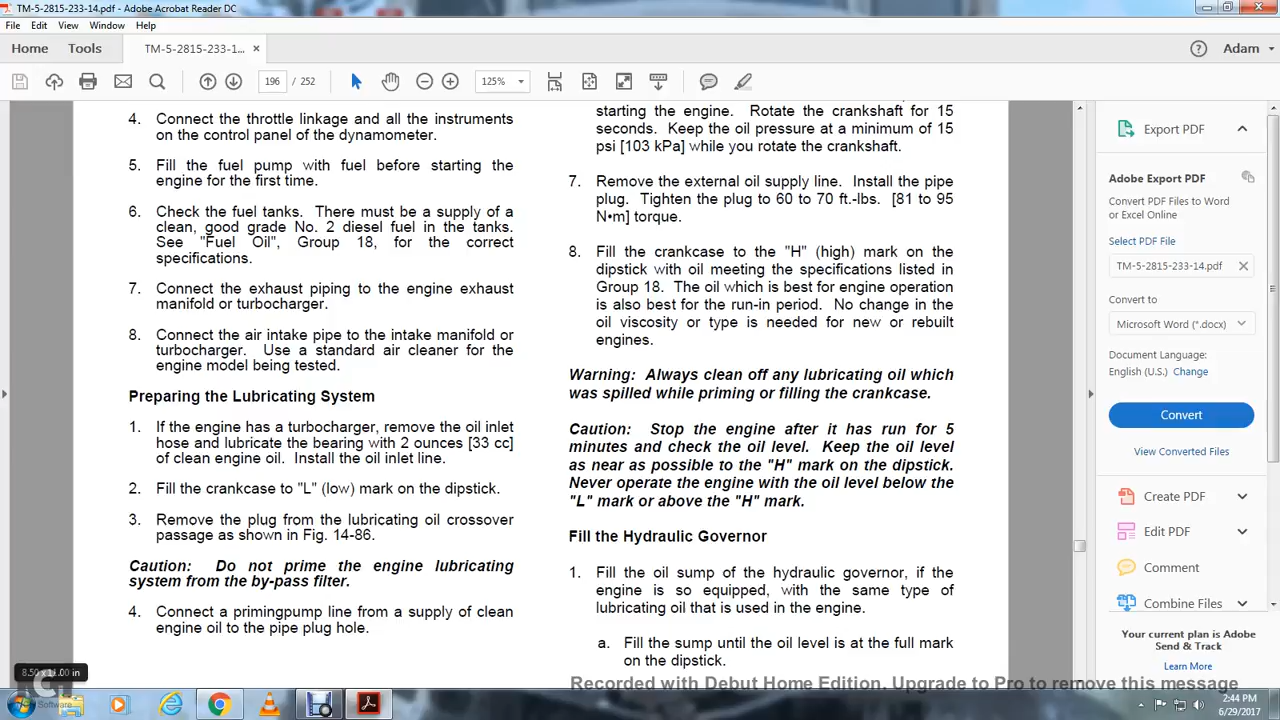 TM-5-2815-233-14.pdf - Adobe Acrobat Reader DC
File Edit View Window Help
Home Tools TM-5-2815-233-1... × Adam
196 / 252 125%
4. Connect the throttle linkage and all the instruments
on the control panel of the dynamometer.
5. Fill the fuel pump with fuel before starting the
engine for the first time.
6. Check the fuel tanks. There must be a supply of a
clean, good grade No. 2 diesel fuel in the tanks.
See "Fuel Oil", Group 18, for the correct
specifications.
7. Connect the exhaust piping to the engine exhaust
manifold or turbocharger.
8. Connect the air intake pipe to the intake manifold or
turbocharger. Use a standard air cleaner for the
engine model being tested.
Preparing the Lubricating System
1. If the engine has a turbocharger, remove the oil inlet
hose and lubricate the bearing with 2 ounces [33 cc]
of clean engine oil. Install the oil inlet line.
2. Fill the crankcase to "L" (low) mark on the dipstick.
3. Remove the plug from the lubricating oil crossover
passage as shown in Fig. 14-86.
Caution: Do not prime the engine lubricating
system from the by-pass filter.
4. Connect a primingpump line from a supply of clean
engine oil to the pipe plug hole.
8.50 x 11.00 in
starting the engine. Rotate the crankshaft for 15
seconds. Keep the oil pressure at a minimum of 15
psi [103 kPa] while you rotate the crankshaft.
7. Remove the external oil supply line. Install the pipe
plug. Tighten the plug to 60 to 70 ft.-lbs. [81 to 95
N•m] torque.
8. Fill the crankcase to the "H" (high) mark on the
dipstick with oil meeting the specifications listed in
Group 18. The oil which is best for engine operation
is also best for the run-in period. No change in the
oil viscosity or type is needed for new or rebuilt
engines.
Warning: Always clean off any lubricating oil which
was spilled while priming or filling the crankcase.
Caution: Stop the engine after it has run for 5
minutes and check the oil level. Keep the oil level
as near as possible to the "H" mark on the dipstick.
Never operate the engine with the oil level below the
"L" mark or above the "H" mark.
Fill the Hydraulic Governor
1. Fill the oil sump of the hydraulic governor, if the
engine is so equipped, with the same type of
lubricating oil that is used in the engine.
a. Fill the sump until the oil level is at the full mark
on the dipstick.
Export PDF
Adobe Export PDF
Convert PDF Files to Word
or Excel Online
Select PDF File
TM-5-2815-233-14.pdf
Convert to
Microsoft Word (*.docx)
Document Language:
English (U.S.) Change
Convert
View Converted Files
Create PDF
Edit PDF
Comment
Combine Files
Your current plan is Adobe
Send & Track
Learn More
Recorded with Debut Home Edition. Upgrade to Pro to remove this message
Software
2:44 PM
6/29/2017